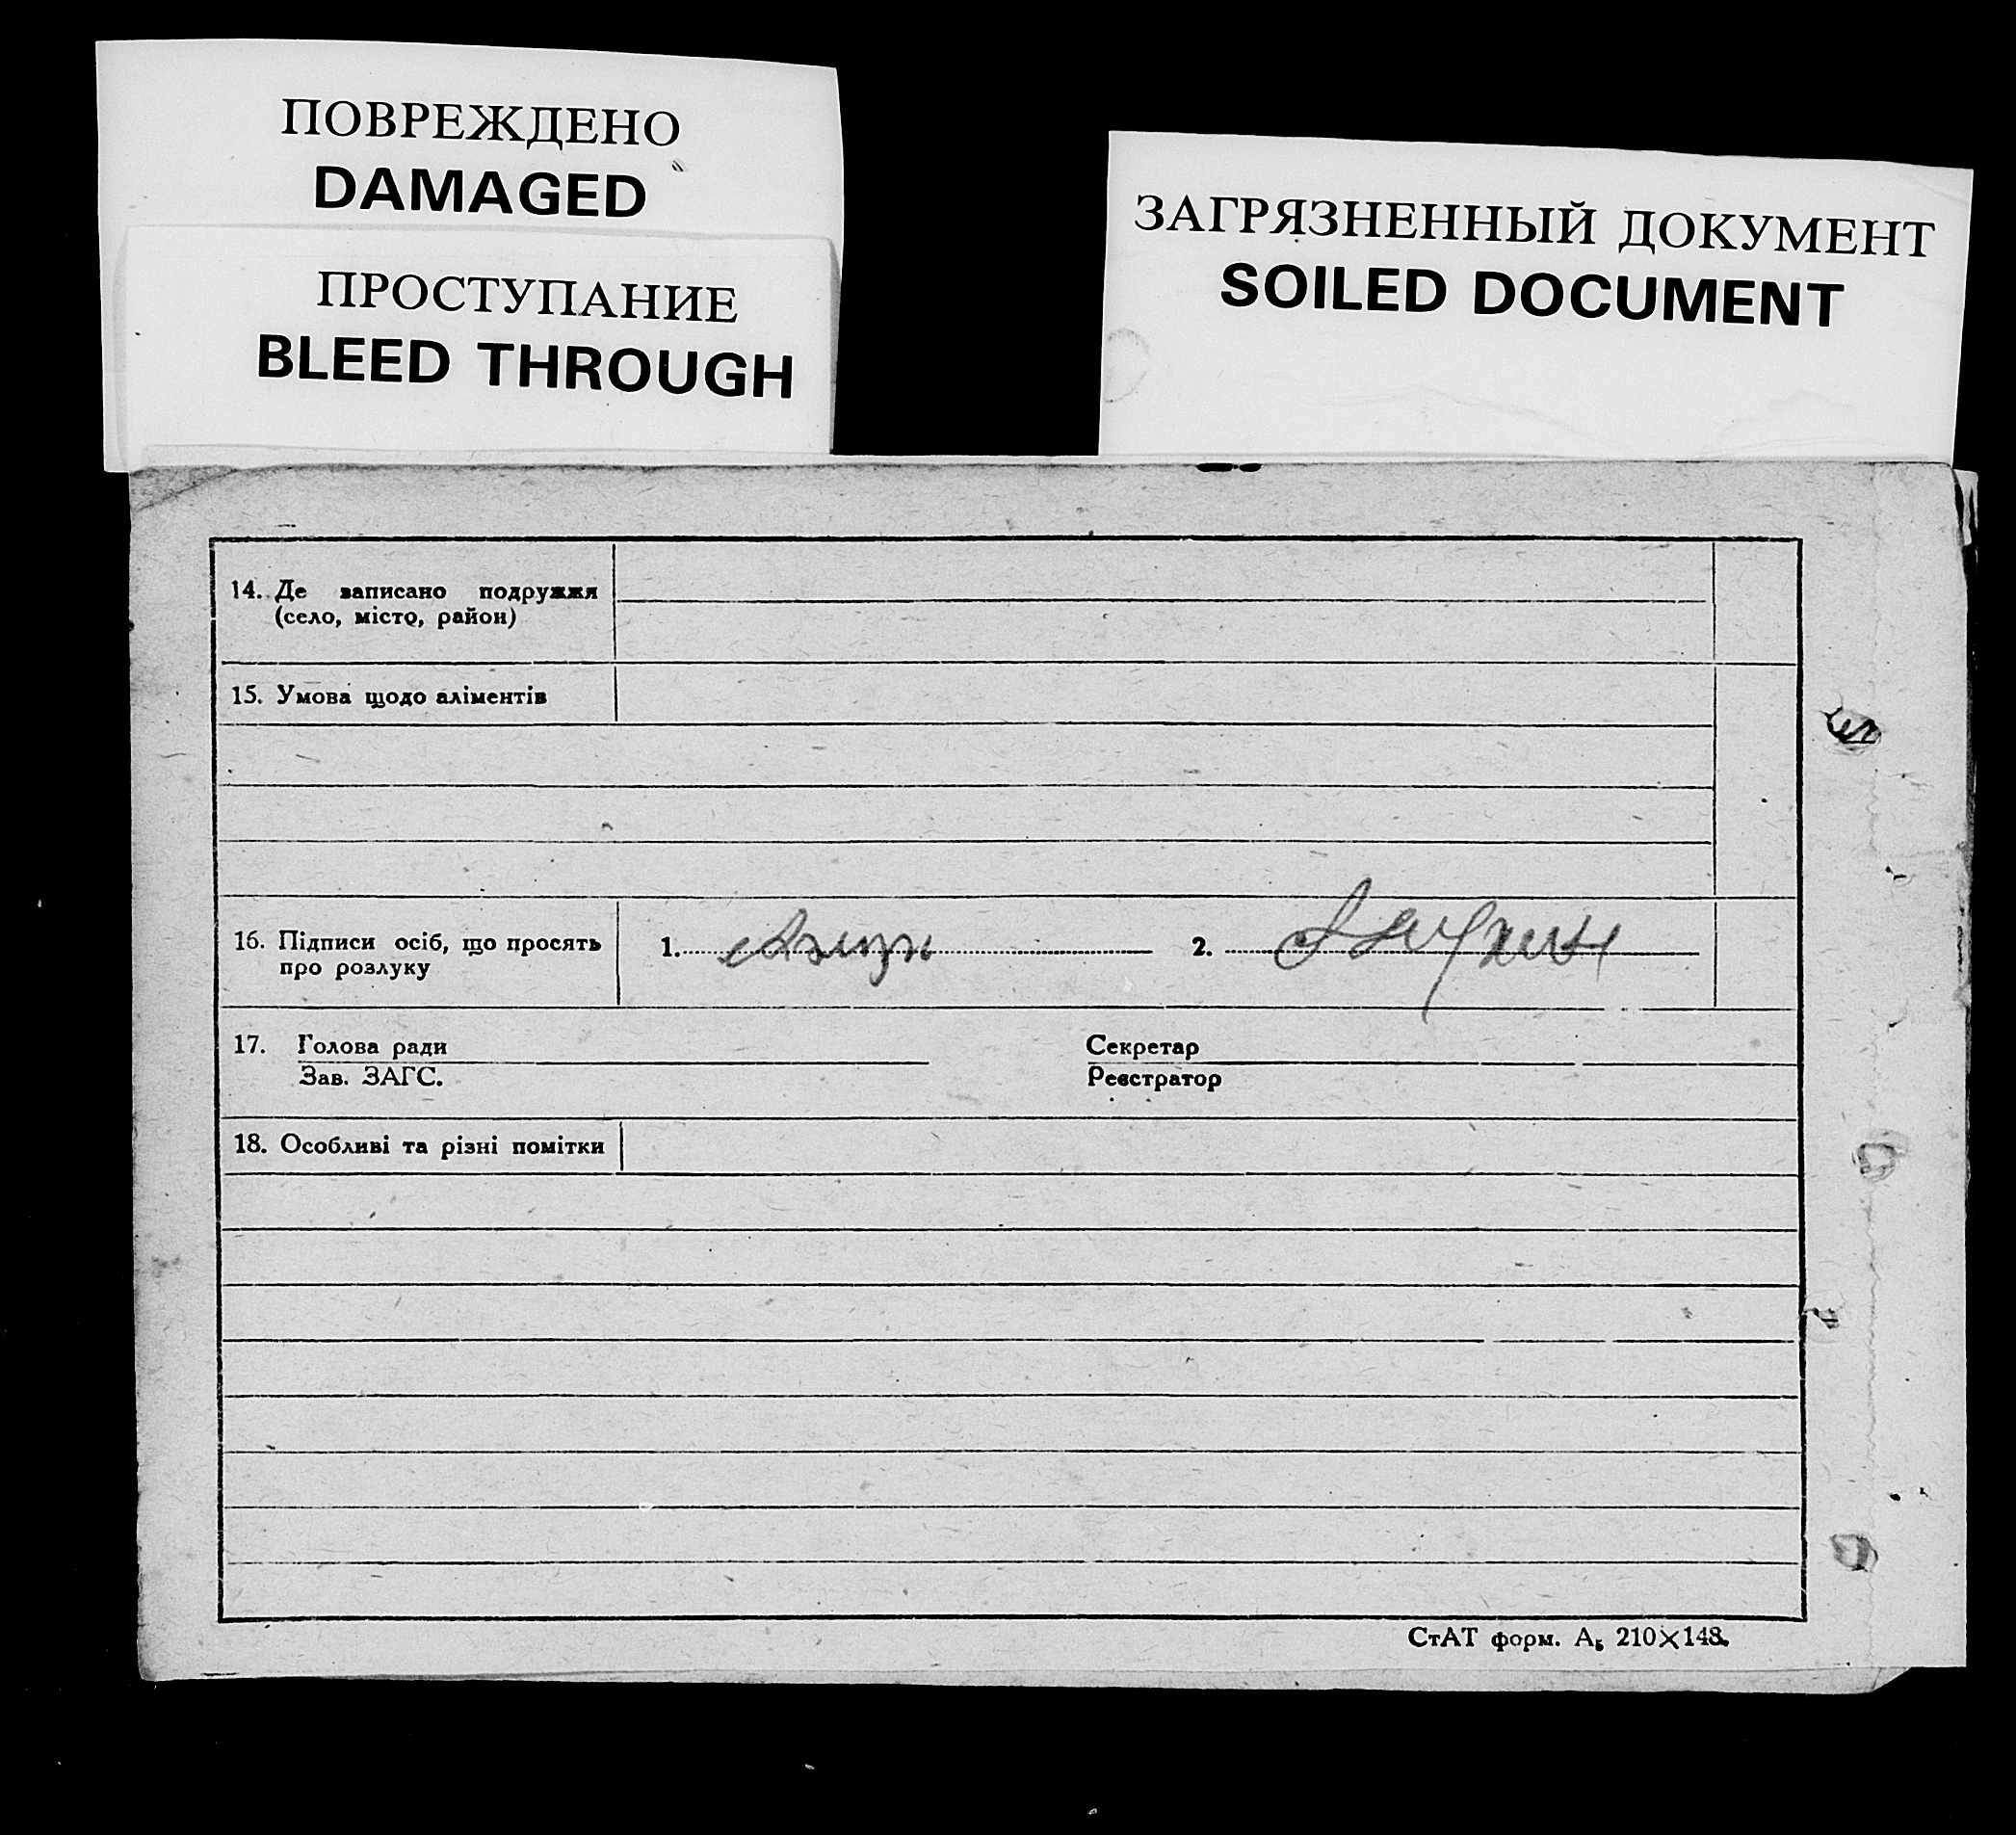 ПОВРЕЖДЕНО
DAMAGED
ПРОСТУПАНИЕ
BLEED THROUGH
ЗАГРЯЗНЕННЫЙ ДОКУМЕНТ
SOILED DOCUMENT
14. Де записано подружжя
(село, місто, район)
15. Умова щодо аліментів
16. Підписи осіб, що просять
про розлуку
1.
2.
17. Голова ради
Зав. ЗАГС.
Секретар
Реєстратор
18. Особливі та різні помітки
СтАТ форм. А5 210×148.